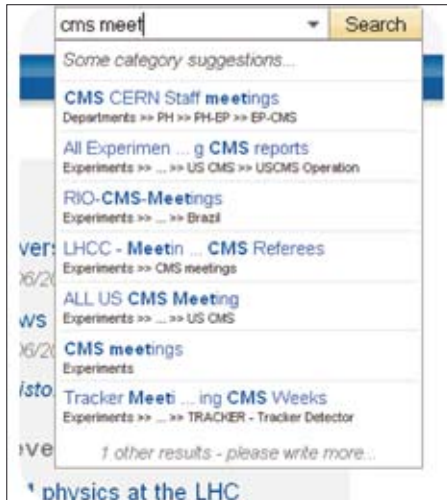 cms meet Search
Some category suggestions...
CMS CERN Staff meetings
Departments >> PH >> PH-EP >> EP-CMS
All Experimen ... g CMS reports
Experiments >> ... >> US CMS >> USCMS Operation
RIO-CMS-Meetings
Experiments >> ... >> Brazil
LHCC - Meetin ... CMS Referees
Experiments >> CMS meetings
ALL US CMS Meeting
Experiments >> ... >> US CMS
CMS meetings
Experiments
Tracker Meeti ... ing CMS Weeks
Experiments >> ... >> TRACKER - Tracker Detector
1 other results - please write more...
physics at the LHC